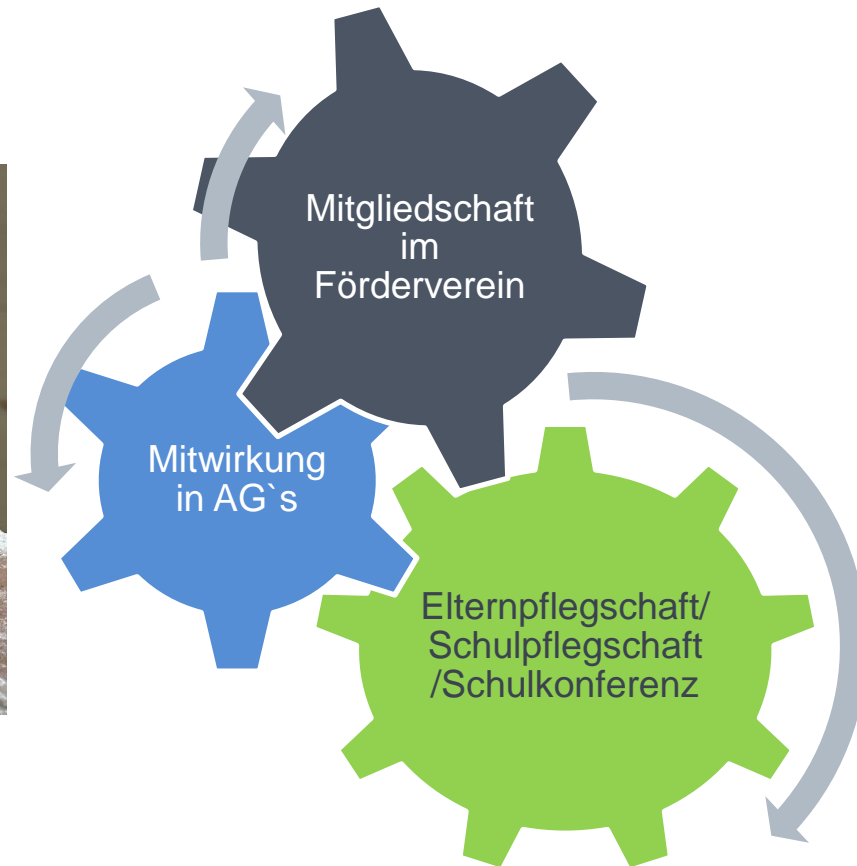 Mitgliedschaft
im
Förderverein
Mitwirkung
in AG`s
Elternpflegschaft/
Schulpflegschaft
/Schulkonferenz